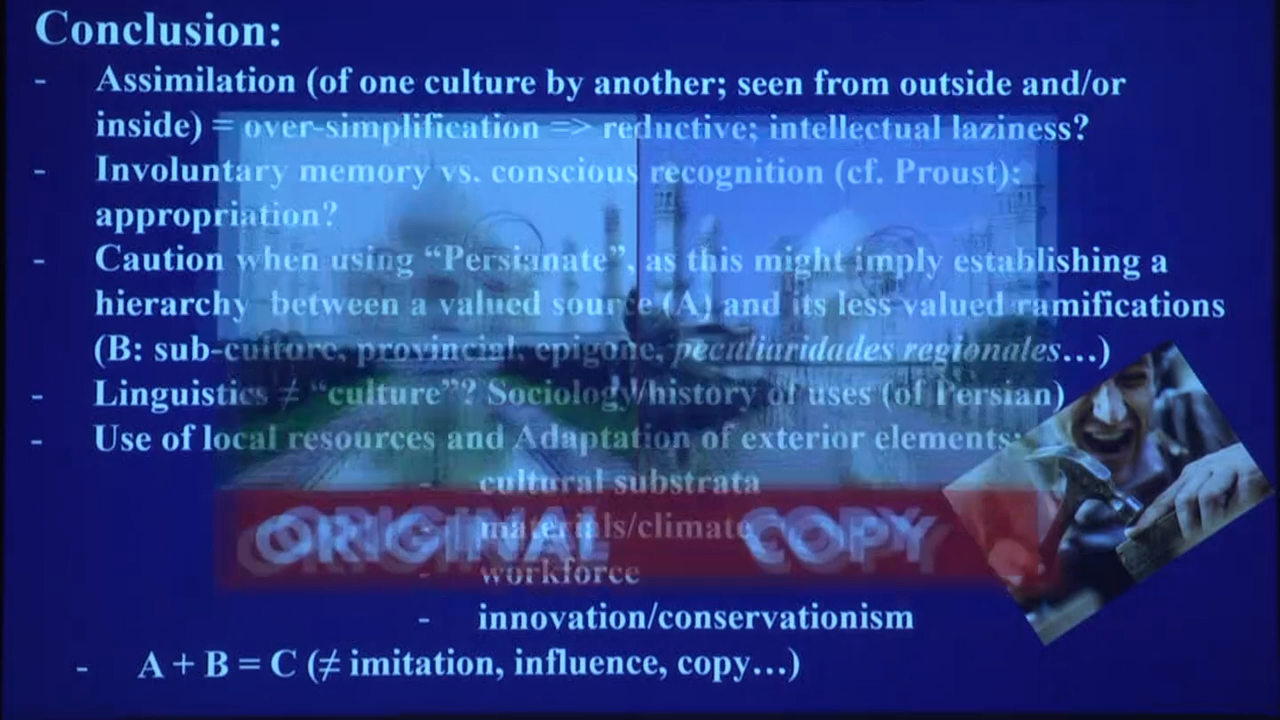 Conclusion:
- Assimilation (of one culture by another; seen from outside and/or
inside) = over-simplification => reductive; intellectual laziness?
- Involuntary memory vs. conscious recognition (cf. Proust);
appropriation?
- Caution when using “Persianate”, as this might imply establishing a
hierarchy between a valued source (A) and its less valued ramifications
(B: sub-culture, provincial, epigone, peculiaridades regionales…)
- Linguistics ≠ “culture”? Sociology/history of uses (of Persian)
- Use of local resources and Adaptation of exterior elements:
- cultural substrata
- materials/climate
- workforce
- innovation/conservationism
- A + B = C (≠ imitation, influence, copy…)
ORIGINAL COPY